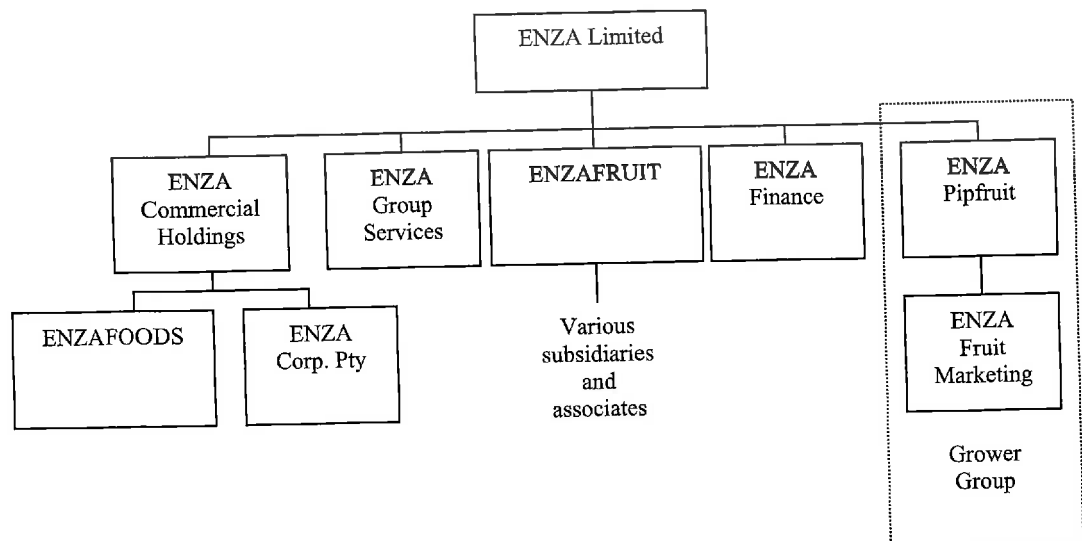 ENZA Limited
ENZA
Commercial
Holdings
ENZA
Group
Services
ENZAFRUIT
ENZA
Finance
ENZA
Pipfruit
ENZAFOODS
ENZA
Corp. Pty
Various
subsidiaries
and
associates
ENZA
Fruit
Marketing
Grower
Group